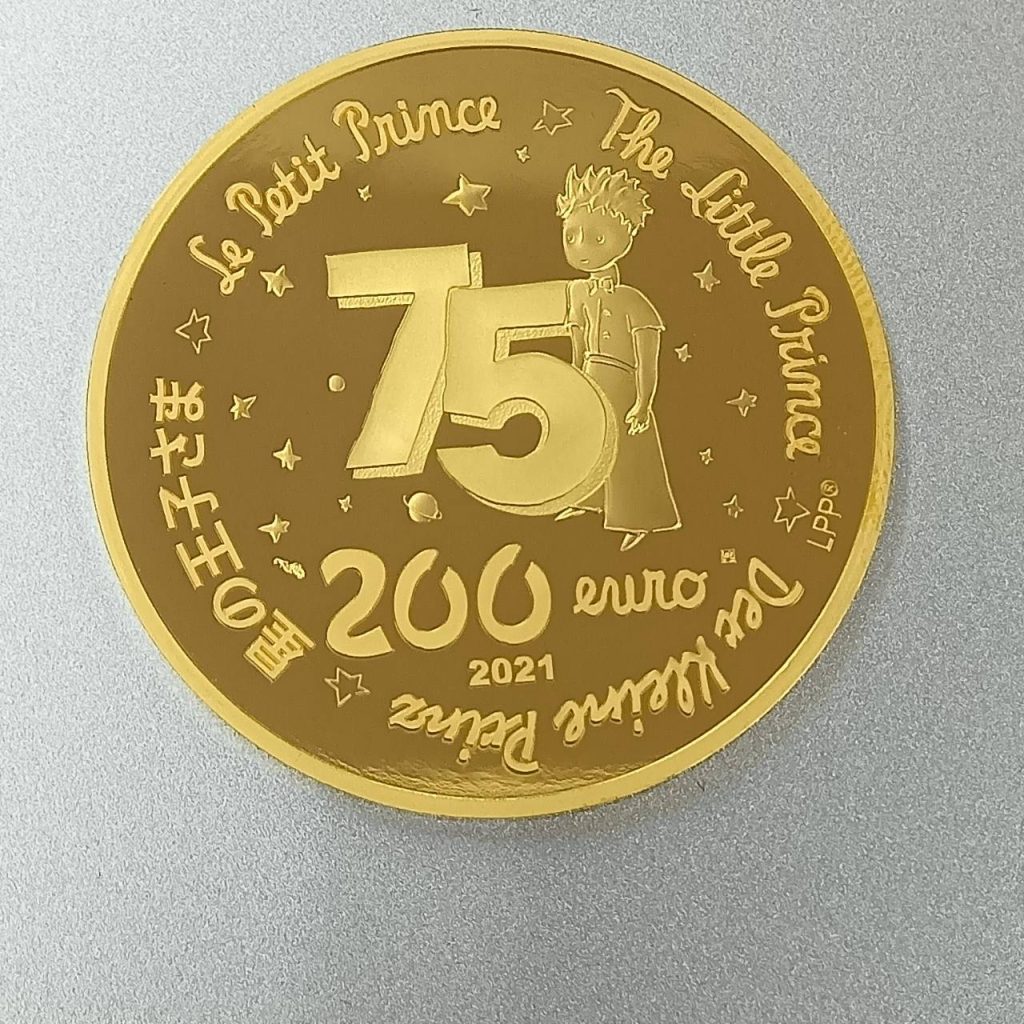 Le Petit Prince
The Little Prince
LPP®
Der Kleine Prinz
星の王子さま
75
200 euro
2021